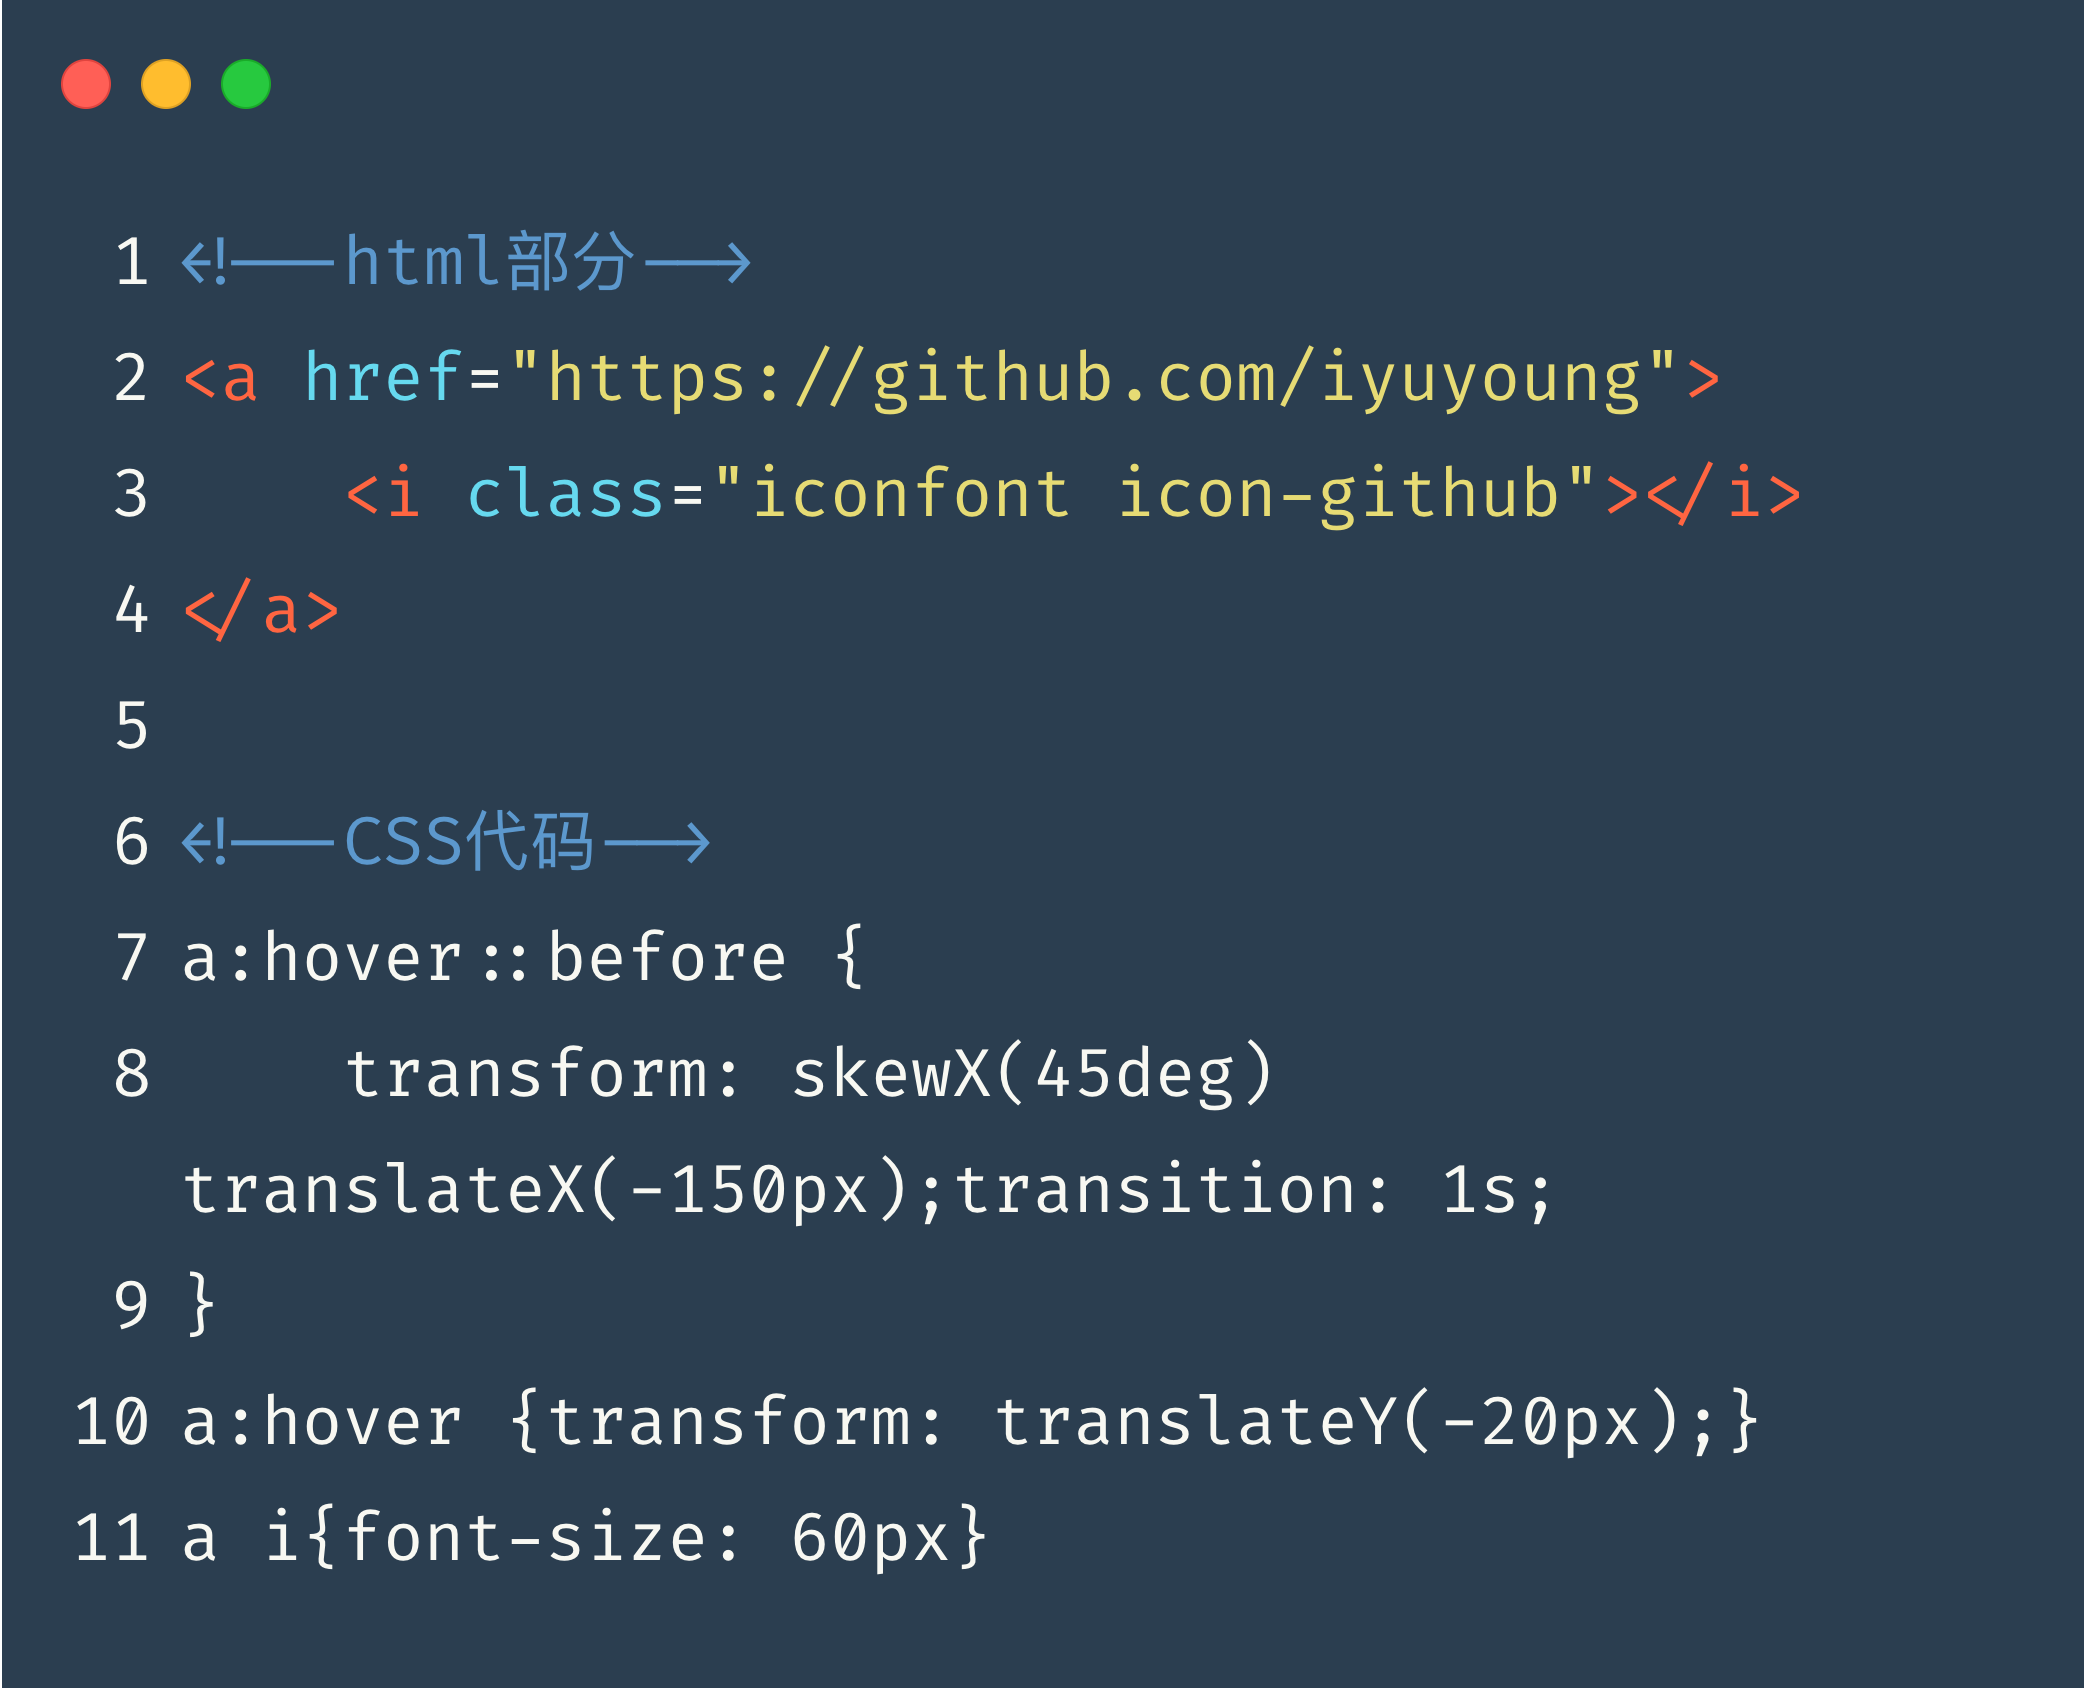 1 <!--html部分-->
2 <a href="https://github.com/iyuyoung">
3     <i class="iconfont icon-github"></i>
4 </a>
5
6 <!--CSS代码-->
7 a:hover::before {
8     transform: skewX(45deg)
translateX(-150px);transition: 1s;
9 }
10 a:hover {transform: translateY(-20px);}
11 a i{font-size: 60px}